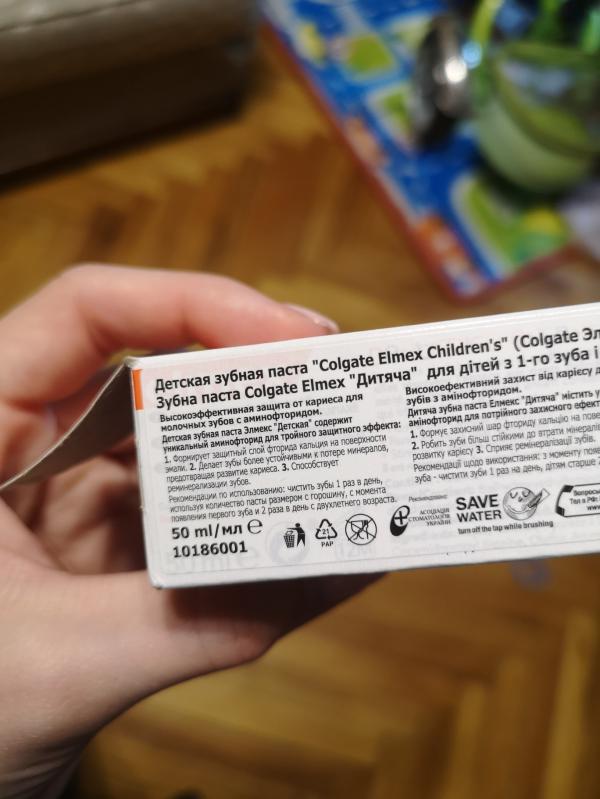 Детская зубная паста "Colgate Elmex Children's" (Colgate Эл
Зубна паста Colgate Elmex "Дитяча" для дітей з 1-го зуба і
Высокоэффективная защита от кариеса для
молочных зубов с аминофторидом.
Детская зубная паста Элмекс "Детская" содержит
уникальный аминофторид для тройного защитного эффекта:
1. Формирует защитный слой фторида кальция на поверхности
эмали. 2. Делает зубы более устойчивыми к потере минералов,
предотвращая развитие кариеса. 3. Способствует
реминерализации зубов.
Рекомендации по использованию: чистить зубы 1 раз в день,
используя количество пасты размером с горошину, с момента
появления первого зуба и 2 раза в день с двухлетнего возраста.
Високоефективний захист від карієсу д
зубів з амінофторидом.
Дитяча зубна паста Елмекс "Дитяча" містить у
амінофторид для потрійного захисного ефект
1. Формує захисний шар фториду кальцію на пове
2. Робить зуби більш стійкими до втрати мінералів
розвитку карієсу 3. Сприяє ремінералізації зубів.
Рекомендації щодо використання: з моменту появ
зуба - чистити зуби 1 раз на день, дітям старше 2
50 ml/мл e
10186001
21
PAP
Рекомендовано
АСОЦІАЦІЯ
СТОМАТОЛОГІВ
УКРАЇНИ
SAVE
WATER
turn off the tap while brushing
Вопросы
Тел в РФ:
www